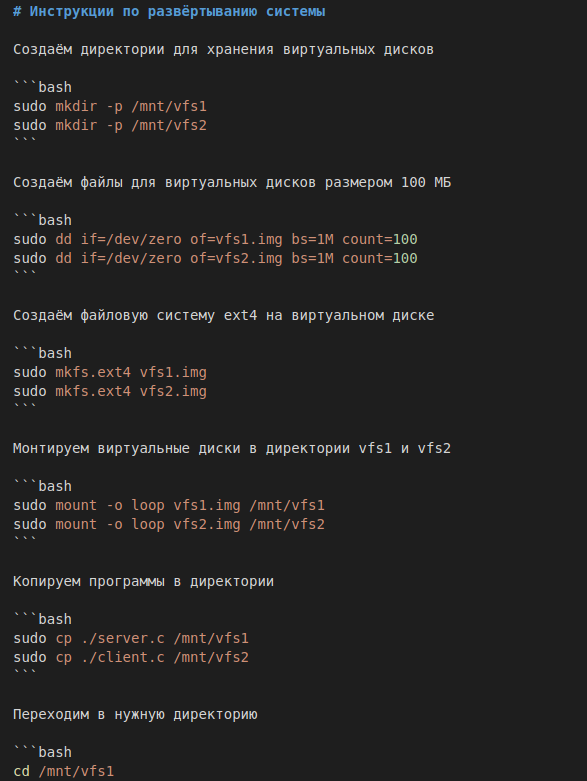 # Инструкции по развёртыванию системы
Создаём директории для хранения виртуальных дисков
```bash
sudo mkdir -p /mnt/vfs1
sudo mkdir -p /mnt/vfs2
```
Создаём файлы для виртуальных дисков размером 100 МБ
```bash
sudo dd if=/dev/zero of=vfs1.img bs=1M count=100
sudo dd if=/dev/zero of=vfs2.img bs=1M count=100
```
Создаём файловую систему ext4 на виртуальном диске
```bash
sudo mkfs.ext4 vfs1.img
sudo mkfs.ext4 vfs2.img
```
Монтируем виртуальные диски в директории vfs1 и vfs2
```bash
sudo mount -o loop vfs1.img /mnt/vfs1
sudo mount -o loop vfs2.img /mnt/vfs2
```
Копируем программы в директории
```bash
sudo cp ./server.c /mnt/vfs1
sudo cp ./client.c /mnt/vfs2
```
Переходим в нужную директорию
```bash
cd /mnt/vfs1